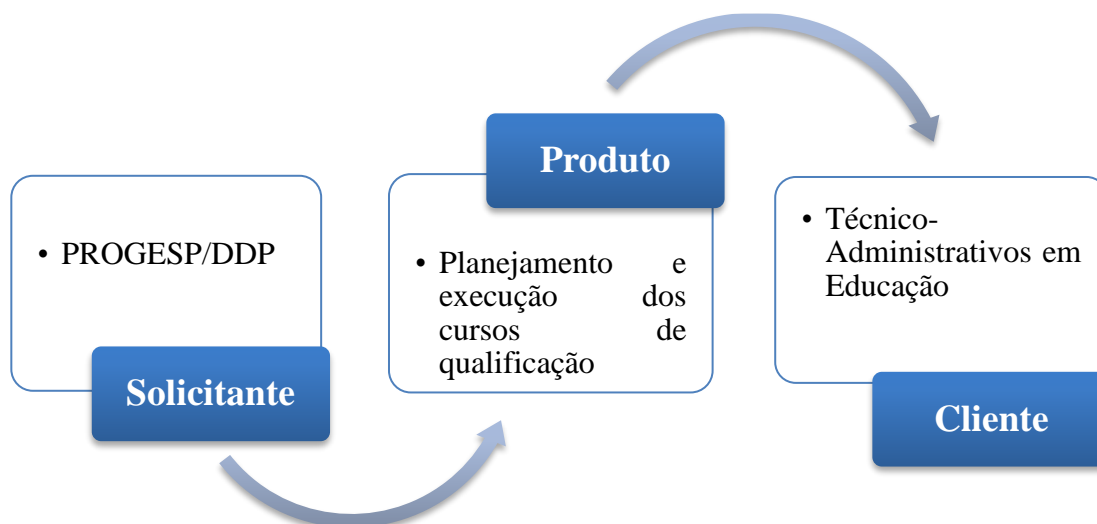 • PROGESP/DDP
Solicitante
Produto
• Planejamento e
execução dos
cursos de
qualificação
• Técnico-
Administrativos em
Educação
Cliente